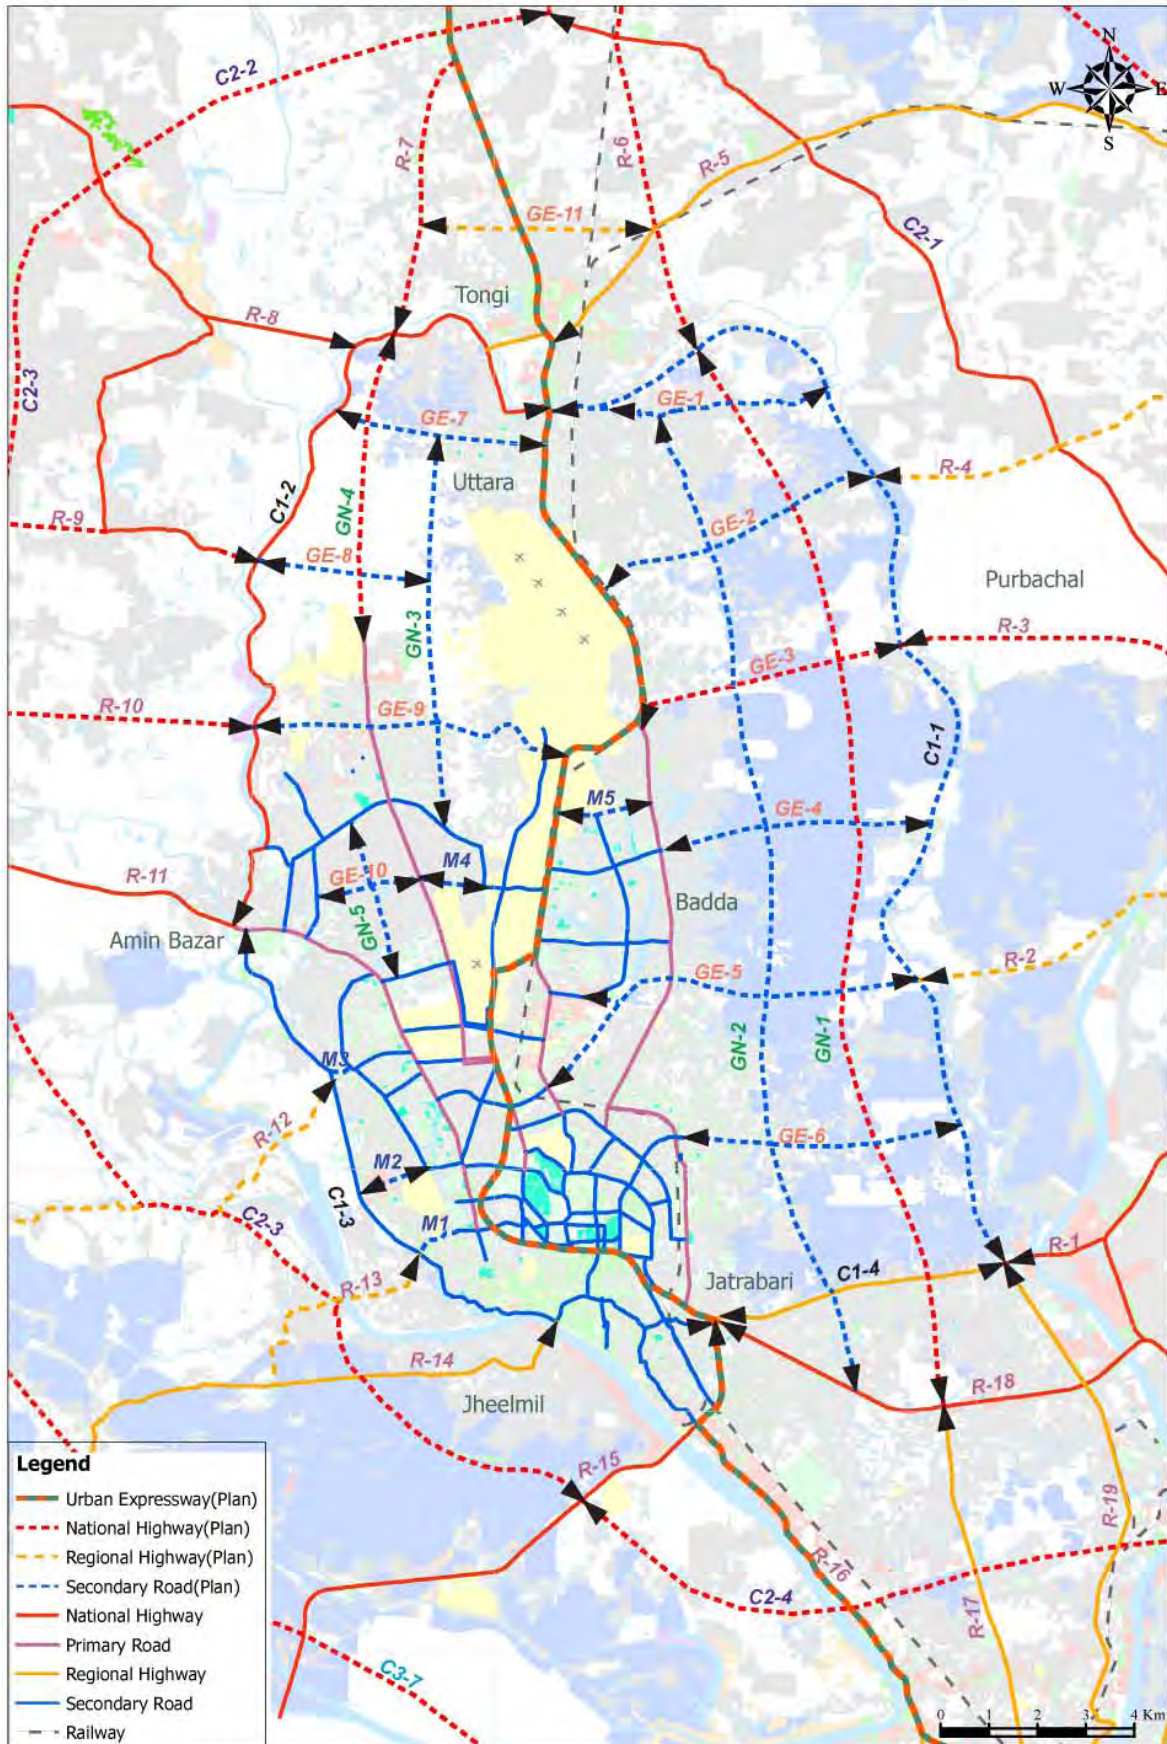 N
W E
S
C2-2
R-7
R-6
R-5
GE-11
C2-1
Tongi
R-8
C2-3
GE-7
GE-1
Uttara
R-4
C1-2
GN-4
R-9
GE-2
GE-8
Purbachal
GN-3
R-3
GE-3
R-10
GE-9
C1-1
M5
GE-4
R-11
GE-10
M4
Badda
GN-5
Amin Bazar
GE-5
R-2
GN-2
GN-1
M3
R-12
GE-6
M2
C1-3
M1
C2-3
R-1
C1-4
Jatrabari
R-13
R-14
R-18
Jheelmil
R-15
R-19
R-16
C2-4
R-17
C3-7
Legend
Urban Expressway(Plan)
National Highway(Plan)
Regional Highway(Plan)
Secondary Road(Plan)
National Highway
Primary Road
Regional Highway
Secondary Road
Railway
0 1 2 3 4 Km